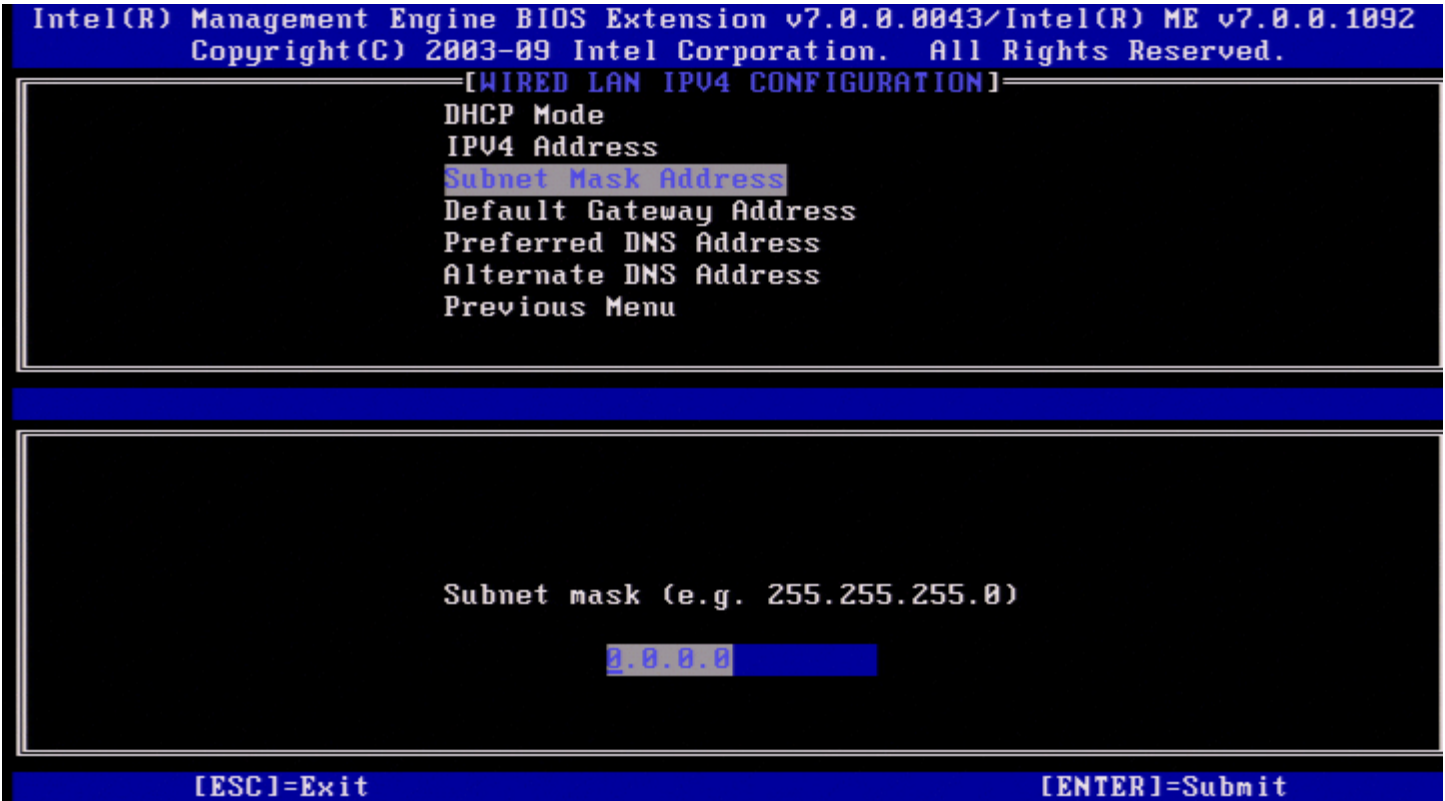 Intel(R) Management Engine BIOS Extension v7.0.0.0043/Intel(R) ME v7.0.0.1092
Copyright(C) 2003-09 Intel Corporation. All Rights Reserved.
[WIRED LAN IPV4 CONFIGURATION]
DHCP Mode
IPV4 Address
Subnet Mask Address
Default Gateway Address
Preferred DNS Address
Alternate DNS Address
Previous Menu
Subnet mask (e.g. 255.255.255.0)
0.0.0.0
[ESC]=Exit [ENTER]=Submit